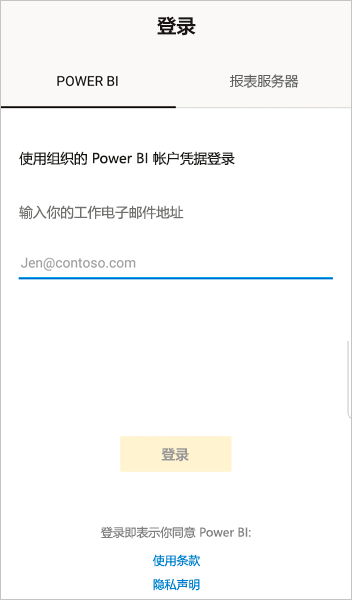 登录
POWER BI
报表服务器
使用组织的 Power BI 帐户凭据登录
输入你的工作电子邮件地址
Jen@contoso.com
登录
登录即表示你同意 Power BI:
使用条款
隐私声明